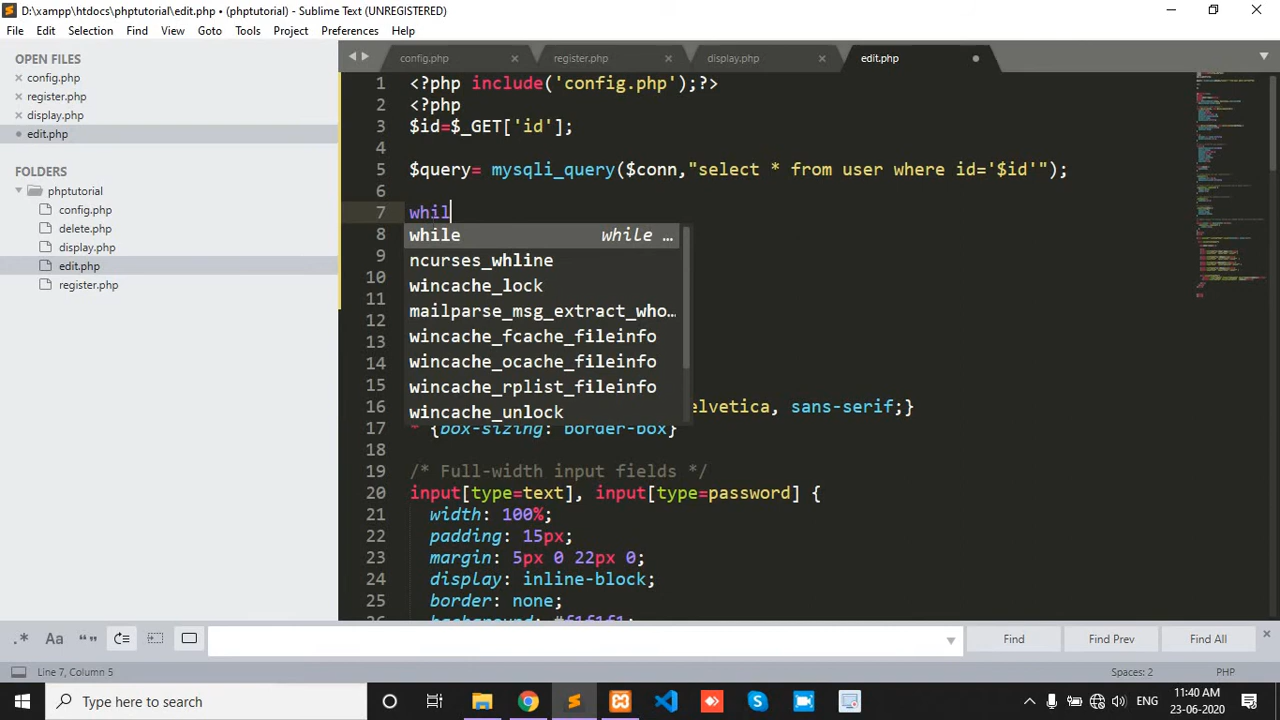 D:\xampp\htdocs\phptutorial\edit.php • (phptutorial) - Sublime Text (UNREGISTERED)
File Edit Selection Find View Goto Tools Project Preferences Help
OPEN FILES
config.php
register.php
display.php
edit.php
FOLDERS
phptutorial
config.php
delete.php
display.php
edit.php
register.php
config.php register.php display.php edit.php
1 <?php include('config.php');?>
2 <?php
3 $id=$_GET['id'];
4
5 $query= mysqli_query($conn,"select * from user where id='$id'");
6
7 whil
8 while while …
9 ncurses_whline
10 wincache_lock
11 mailparse_msg_extract_who…
12 wincache_fcache_fileinfo
13
14 wincache_ocache_fileinfo
15 wincache_rplist_fileinfo
16 wincache_unlock elvetica, sans-serif;}
17 * {box-sizing: border-box}
18
19 /* Full-width input fields */
20 input[type=text], input[type=password] {
21 width: 100%;
22 padding: 15px;
23 margin: 5px 0 22px 0;
24 display: inline-block;
25 border: none;
26 background: #f1f1f1;
.* Aa “” Find Find Prev Find All
Line 7, Column 5 Spaces: 2 PHP
Type here to search
ENG
11:40 AM
23-06-2020